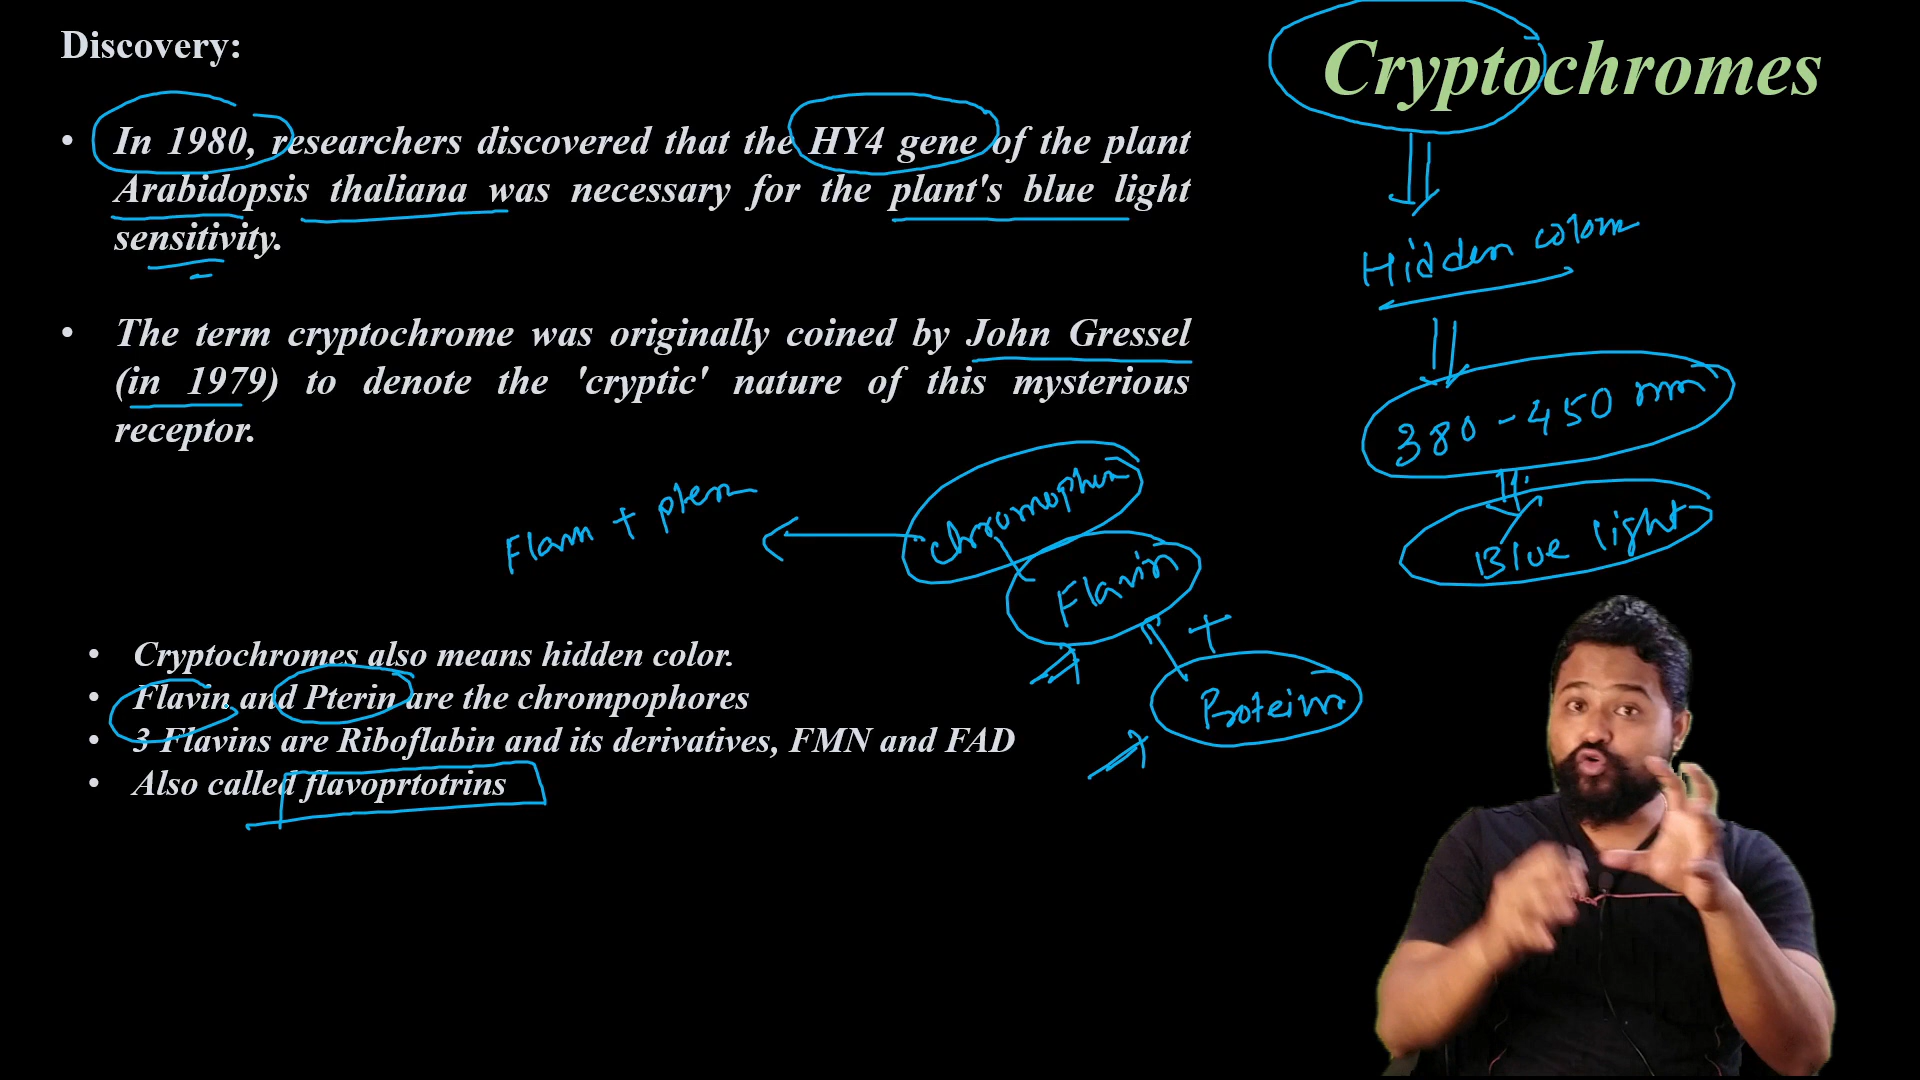 Discovery:
Cryptochromes
• In 1980, researchers discovered that the HY4 gene of the plant
Arabidopsis thaliana was necessary for the plant's blue light
sensitivity.
• The term cryptochrome was originally coined by John Gressel
(in 1979) to denote the 'cryptic' nature of this mysterious
receptor.
Hidden colour
380-450 nm
Blue light
chromophore
Flavin
+
Proteins
+
• Cryptochromes also means hidden color.
• Flavin and Pterin are the chrompophores
• 3 Flavins are Riboflabin and its derivatives, FMN and FAD
• Also called flavoprtotrins